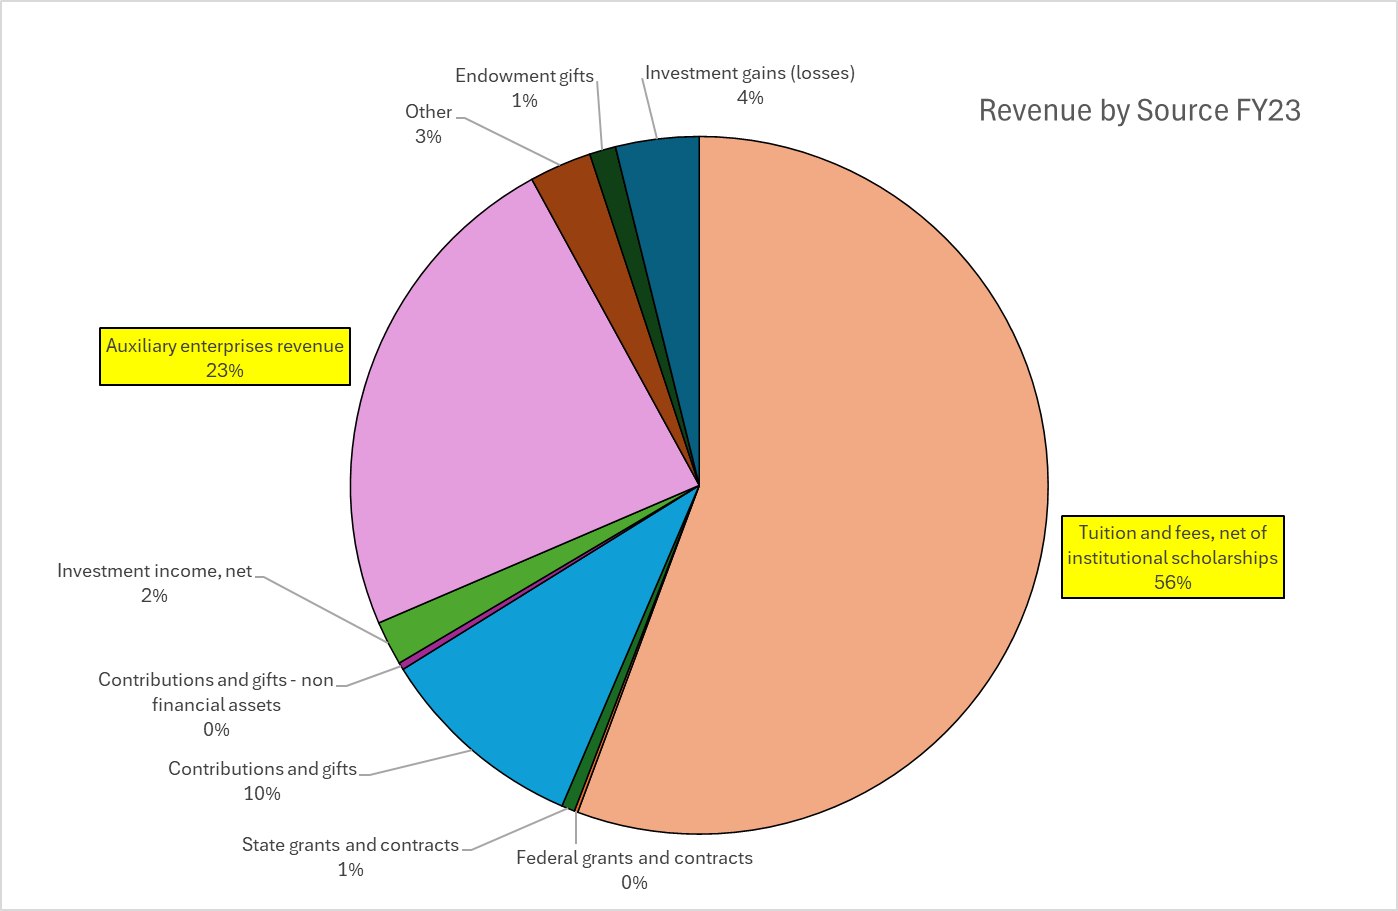 Revenue by Source FY23
Endowment gifts
1%
Investment gains (losses)
4%
Other
3%
Auxiliary enterprises revenue
23%
Tuition and fees, net of
institutional scholarships
56%
Investment income, net
2%
Contributions and gifts - non
financial assets
0%
Contributions and gifts
10%
State grants and contracts
1%
Federal grants and contracts
0%